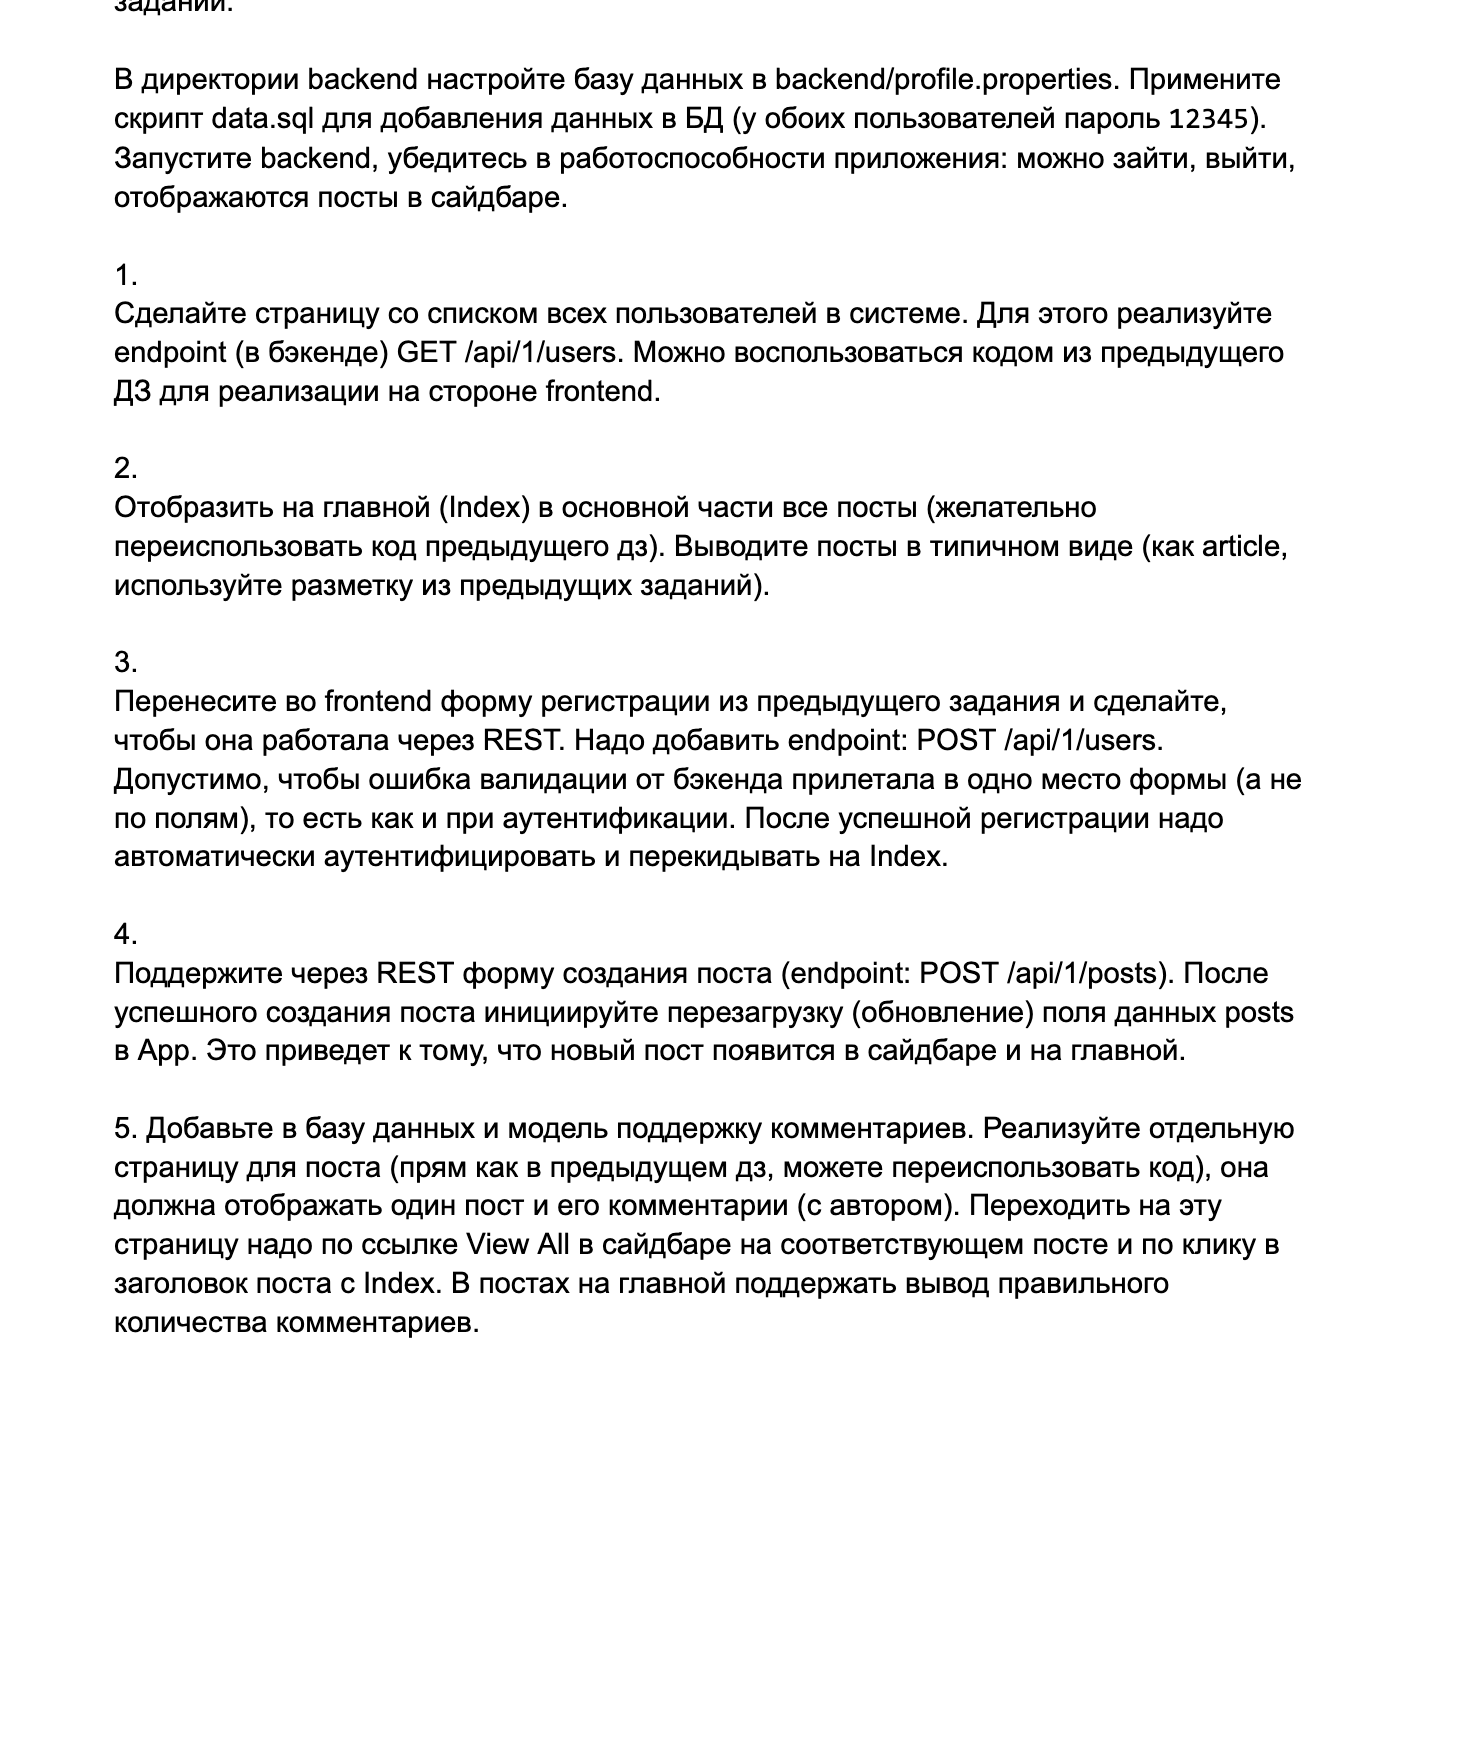 заданий.
В директории backend настройте базу данных в backend/profile.properties. Примените
скрипт data.sql для добавления данных в БД (у обоих пользователей пароль 12345).
Запустите backend, убедитесь в работоспособности приложения: можно зайти, выйти,
отображаются посты в сайдбаре.
1.
Сделайте страницу со списком всех пользователей в системе. Для этого реализуйте
endpoint (в бэкенде) GET /api/1/users. Можно воспользоваться кодом из предыдущего
ДЗ для реализации на стороне frontend.
2.
Отобразить на главной (Index) в основной части все посты (желательно
переиспользовать код предыдущего дз). Выводите посты в типичном виде (как article,
используйте разметку из предыдущих заданий).
3.
Перенесите во frontend форму регистрации из предыдущего задания и сделайте,
чтобы она работала через REST. Надо добавить endpoint: POST /api/1/users.
Допустимо, чтобы ошибка валидации от бэкенда прилетала в одно место формы (а не
по полям), то есть как и при аутентификации. После успешной регистрации надо
автоматически аутентифицировать и перекидывать на Index.
4.
Поддержите через REST форму создания поста (endpoint: POST /api/1/posts). После
успешного создания поста инициируйте перезагрузку (обновление) поля данных posts
в App. Это приведет к тому, что новый пост появится в сайдбаре и на главной.
5. Добавьте в базу данных и модель поддержку комментариев. Реализуйте отдельную
страницу для поста (прям как в предыдущем дз, можете переиспользовать код), она
должна отображать один пост и его комментарии (с автором). Переходить на эту
страницу надо по ссылке View All в сайдбаре на соответствующем посте и по клику в
заголовок поста с Index. В постах на главной поддержать вывод правильного
количества комментариев.